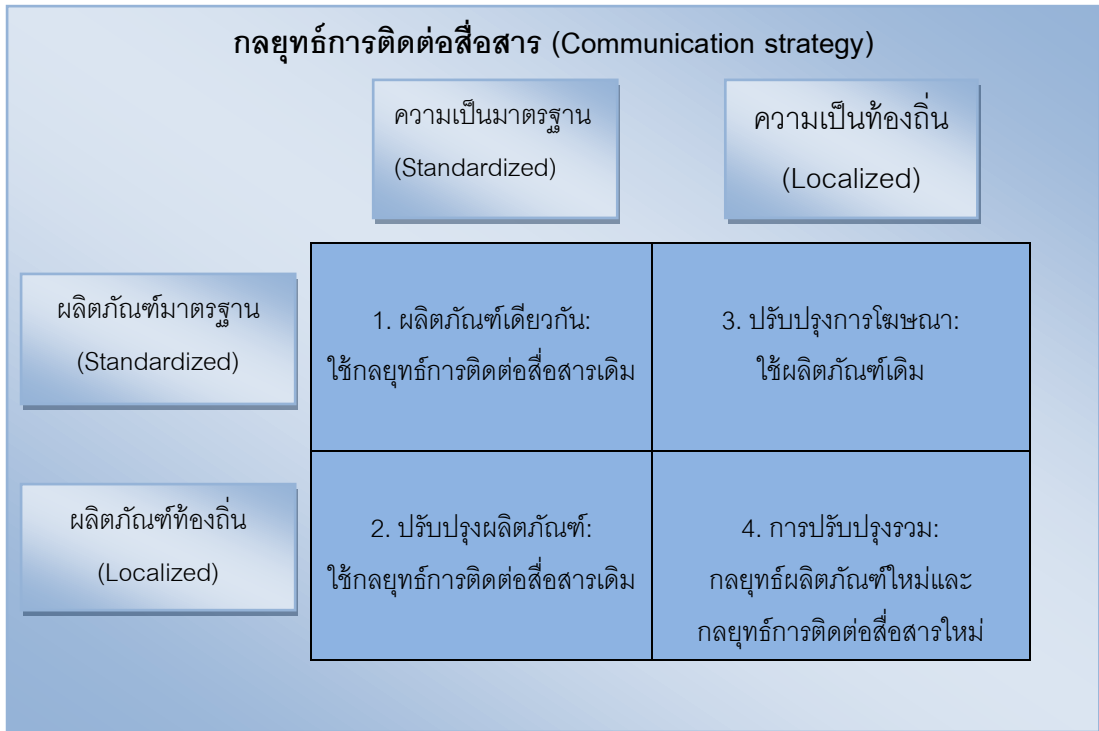 กลยุทธ์การติดต่อสื่อสาร (Communication strategy)
ความเป็นมาตรฐาน
(Standardized)
ความเป็นท้องถิ่น
(Localized)
ผลิตภัณฑ์มาตรฐาน
(Standardized)
1. ผลิตภัณฑ์เดียวกัน:
ใช้กลยุทธ์การติดต่อสื่อสารเดิม
3. ปรับปรุงการโฆษณา:
ใช้ผลิตภัณฑ์เดิม
ผลิตภัณฑ์ท้องถิ่น
(Localized)
2. ปรับปรุงผลิตภัณฑ์:
ใช้กลยุทธ์การติดต่อสื่อสารเดิม
4. การปรับปรุงรวม:
กลยุทธ์ผลิตภัณฑ์ใหม่และ
กลยุทธ์การติดต่อสื่อสารใหม่